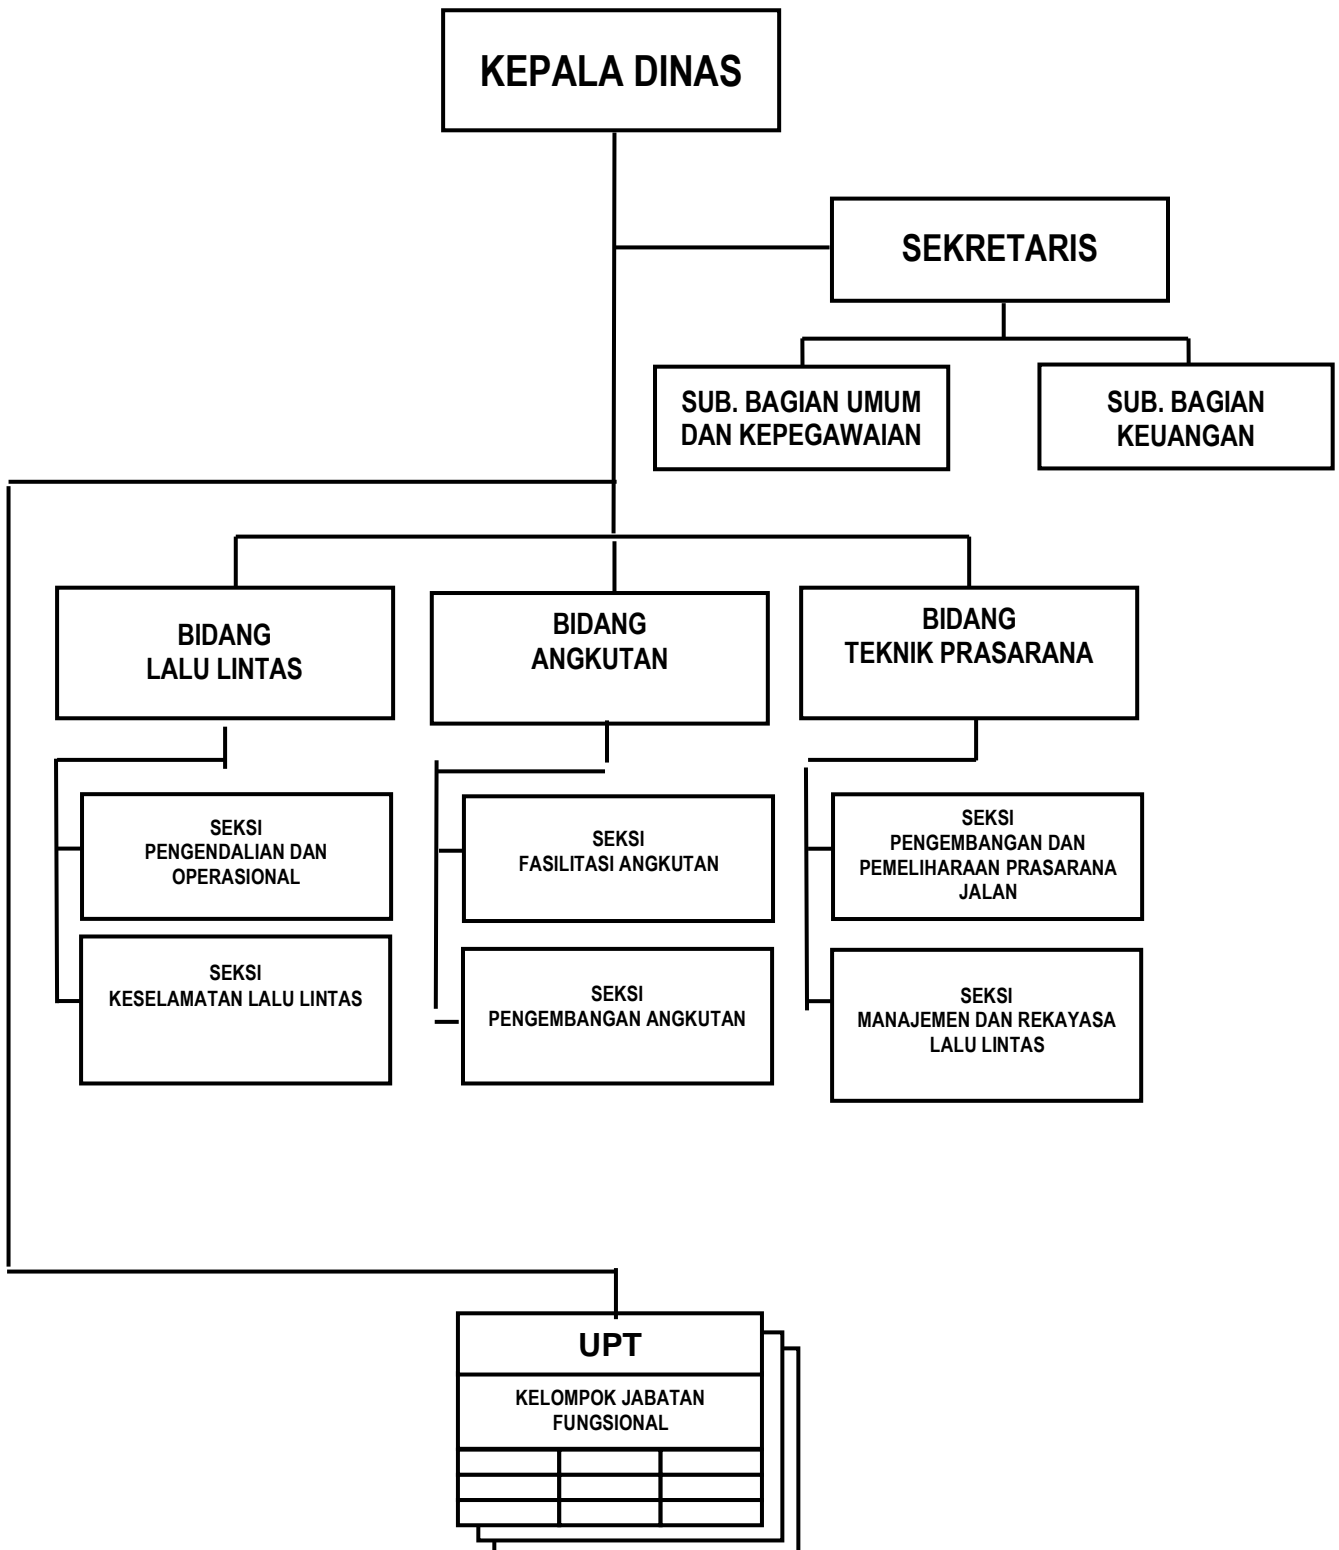 KEPALA DINAS
SEKRETARIS
SUB. BAGIAN UMUM
DAN KEPEGAWAIAN
SUB. BAGIAN
KEUANGAN
BIDANG
LALU LINTAS
BIDANG
ANGKUTAN
BIDANG
TEKNIK PRASARANA
SEKSI
PENGENDALIAN DAN
OPERASIONAL
SEKSI
FASILITASI ANGKUTAN
SEKSI
PENGEMBANGAN DAN
PEMELIHARAAN PRASARANA
JALAN
SEKSI
KESELAMATAN LALU LINTAS
SEKSI
PENGEMBANGAN ANGKUTAN
SEKSI
MANAJEMEN DAN REKAYASA
LALU LINTAS
UPT
KELOMPOK JABATAN
FUNGSIONAL